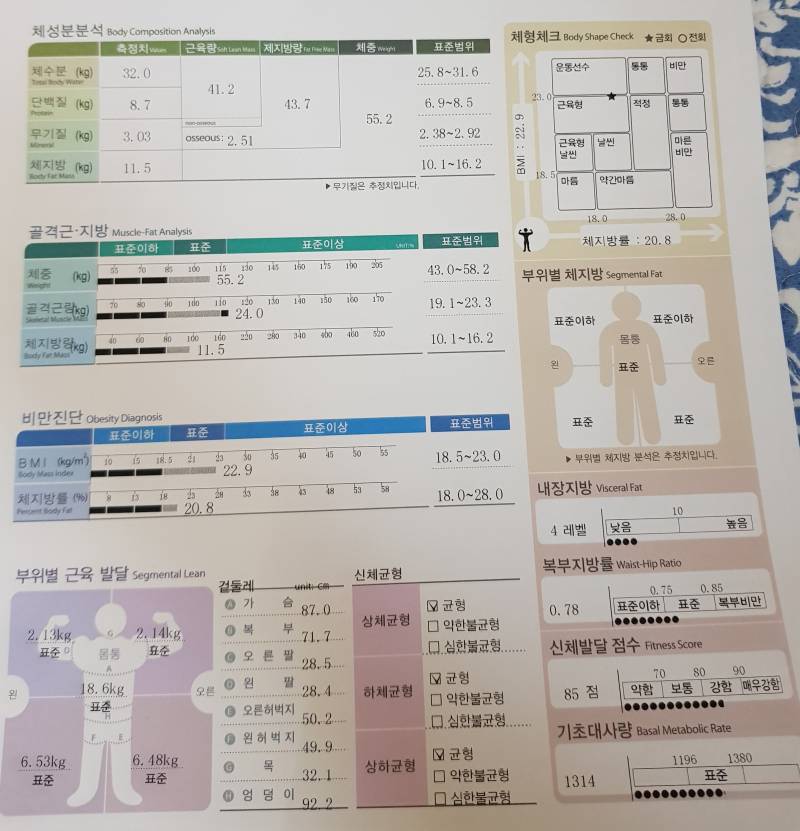 체성분분석 Body Composition Analysis
측정치 Values 근육량 Soft Lean Mass 제지방량 Fat Free Mass 체중 Weight 표준범위
체수분 (kg) 32.0 41.2 43.7 55.2 25.8~31.6
Total Body Water
단백질 (kg) 8.7 6.9~8.5
Protein
non-osseous
무기질 (kg) 3.03 osseous: 2.51 2.38~2.92
Mineral
체지방 (kg) 11.5 10.1~16.2
Body Fat Mass
▶ 무기질은 추정치입니다.
골격근·지방 Muscle-Fat Analysis
표준이하 표준 표준이상 UNIT:% 표준범위
체중 (kg) 55 70 85 100 115 130 145 160 175 190 205
Weight 55.2 43.0~58.2
골격근량(kg) 70 80 90 100 110 120 130 140 150 160 170
Skeletal Muscle Mass 24.0 19.1~23.3
체지방량(kg) 40 60 80 100 160 220 280 340 400 460 520
Body Fat Mass 11.5 10.1~16.2
비만진단 Obesity Diagnosis
표준이하 표준 표준이상 표준범위
BMI (kg/m²) 10 15 18.5 21 23 30 35 40 45 50 55
Body Mass Index 22.9 18.5~23.0
체지방률 (%) 8 13 18 23 28 33 38 43 48 53 58
Percent Body Fat 20.8 18.0~28.0
부위별 근육 발달 Segmental Lean
2.13kg 2.14kg
표준 표준
G
D
몸통
A
왼 18.6kg 오른
표준
H
F E
6.53kg 6.48kg
표준 표준
겉둘레 unit: cm
A 가 슴 87.0
B 복 부 71.7
C 오 른 팔 28.5
D 왼 팔 28.4
E 오른허벅지 50.2
F 왼 허 벅 지 49.9
G 목 32.1
H 엉 덩 이 92.2
신체균형
상체균형 ☑ 균형
☐ 약한불균형
☐ 심한불균형
하체균형 ☑ 균형
☐ 약한불균형
☐ 심한불균형
상하균형 ☑ 균형
☐ 약한불균형
☐ 심한불균형
체형체크 Body Shape Check ★금회 ○전회
운동선수 통통 비만
23.0
근육형 ★ 적정 통통
BMI : 22.9
근육형 날씬 마른
날씬 비만
18.5
마름 약간마름
18.0 28.0
체지방률 : 20.8
부위별 체지방 Segmental Fat
표준이하 표준이하
몸통
왼 표준 오른
표준 표준
▶ 부위별 체지방 분석은 추정치입니다.
내장지방 Visceral Fat
10
4 레벨 낮음 높음
복부지방률 Waist-Hip Ratio
0.75 0.85
0.78 표준이하 표준 복부비만
신체발달 점수 Fitness Score
70 80 90
85 점 약함 보통 강함 매우강함
기초대사량 Basal Metabolic Rate
1196 1380
1314 표준